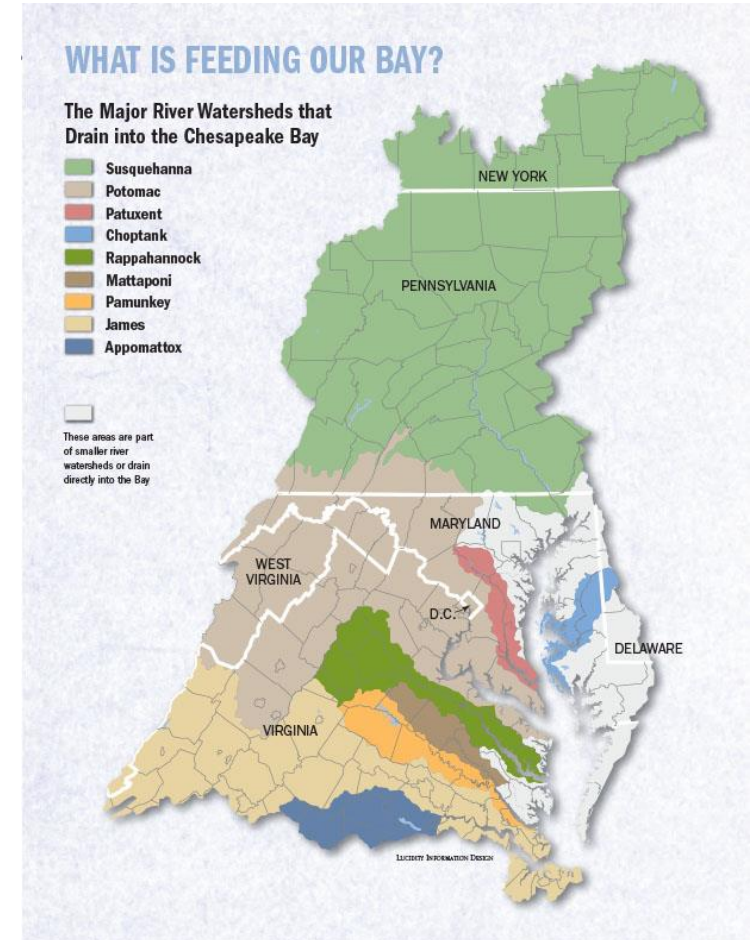 WHAT IS FEEDING OUR BAY?
The Major River Watersheds that
Drain into the Chesapeake Bay
Susquehanna
Potomac
Patuxent
Choptank
Rappahannock
Mattaponi
Pamunkey
James
Appomattox
These areas are part
of smaller river
watersheds or drain
directly into the Bay
NEW YORK
PENNSYLVANIA
MARYLAND
WEST
VIRGINIA
D.C.
DELAWARE
VIRGINIA
LUCIDITY INFORMATION DESIGN